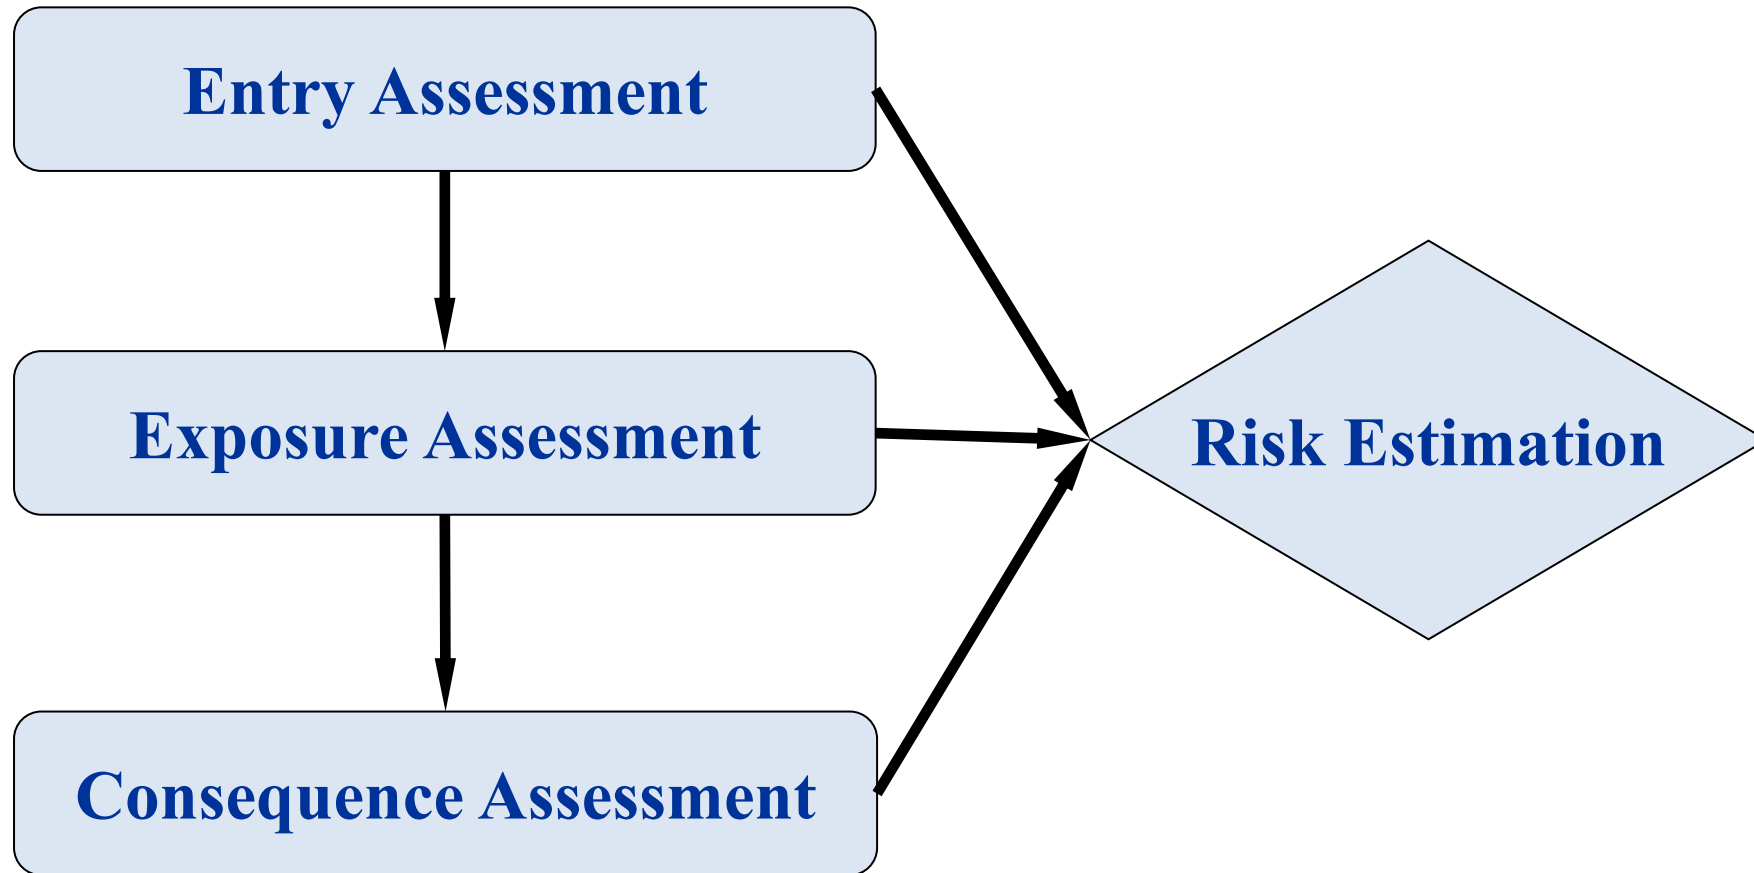 Entry Assessment
Exposure Assessment
Risk Estimation
Consequence Assessment